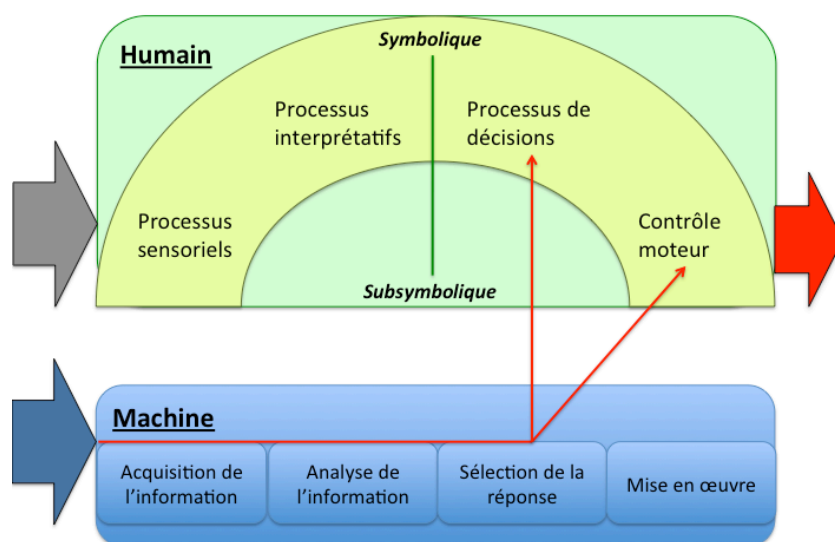 Symbolique
Humain
Processus
interprétatifs
Processus de
décisions
Processus
sensoriels
Contrôle
moteur
Subsymbolique
Machine
Acquisition de
l'information
Analyse de
l'information
Sélection de la
réponse
Mise en œuvre